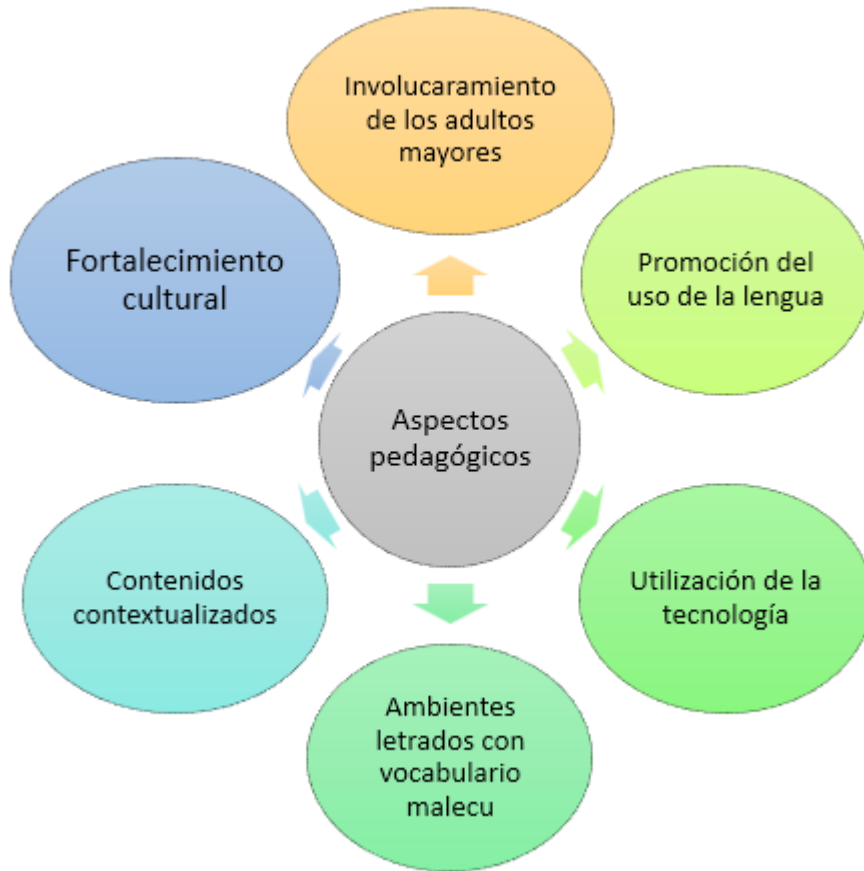 Involucaramiento
de los adultos
mayores
Fortalecimiento
cultural
Promoción del
uso de la lengua
Aspectos
pedagógicos
Contenidos
contextualizados
Utilización de la
tecnología
Ambientes
letrados con
vocabulario
malecu